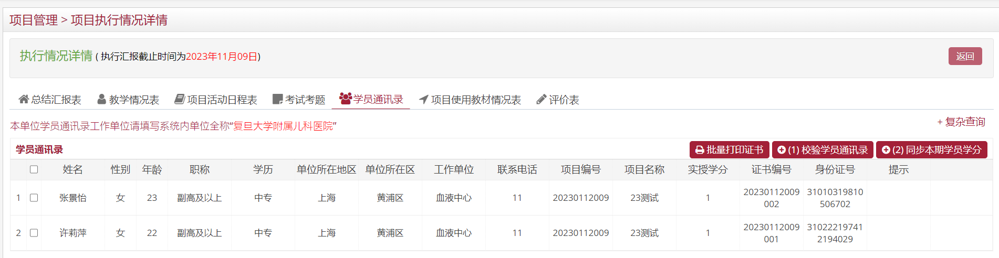 项目管理 > 项目执行情况详情
执行情况详情 ( 执行汇报截止时间为2023年11月09日)
返回
总结汇报表 教学情况表 项目活动日程表 考试考题 学员通讯录 项目使用教材情况表 评价表
本单位学员通讯录工作单位请填写系统内单位全称“复旦大学附属儿科医院”
+ 复杂查询
学员通讯录 批量打印证书 (1) 校验学员通讯录 (2) 同步本期学员学分
姓名 性别 年龄 职称 学历 单位所在地区 单位所在区 工作单位 联系电话 项目编号 项目名称 实授学分 证书编号 身份证号 提示
1 张景怡 女 23 副高及以上 中专 上海 黄浦区 血液中心 11 20230112009 23测试 1 20230112009 31010319810
002 506702
2 许莉萍 女 22 副高及以上 中专 上海 黄浦区 血液中心 11 20230112009 23测试 1 20230112009 31022219741
001 2194029